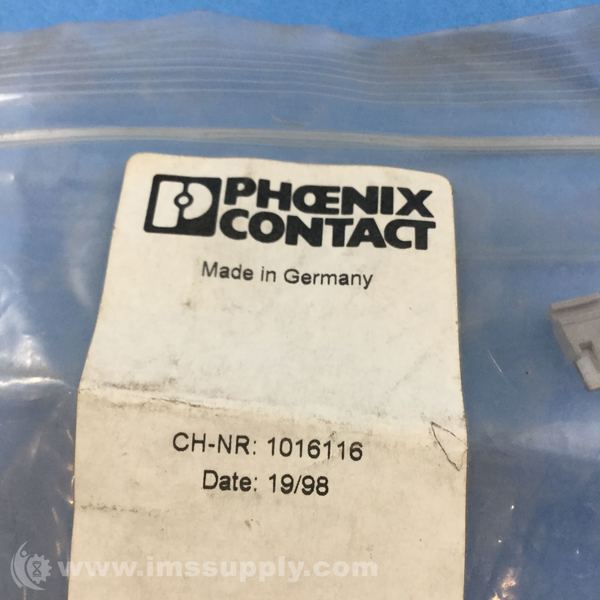 PHŒNIX
CONTACT
Made in Germany
CH-NR: 1016116
Date: 19/98
www.imssupply.com